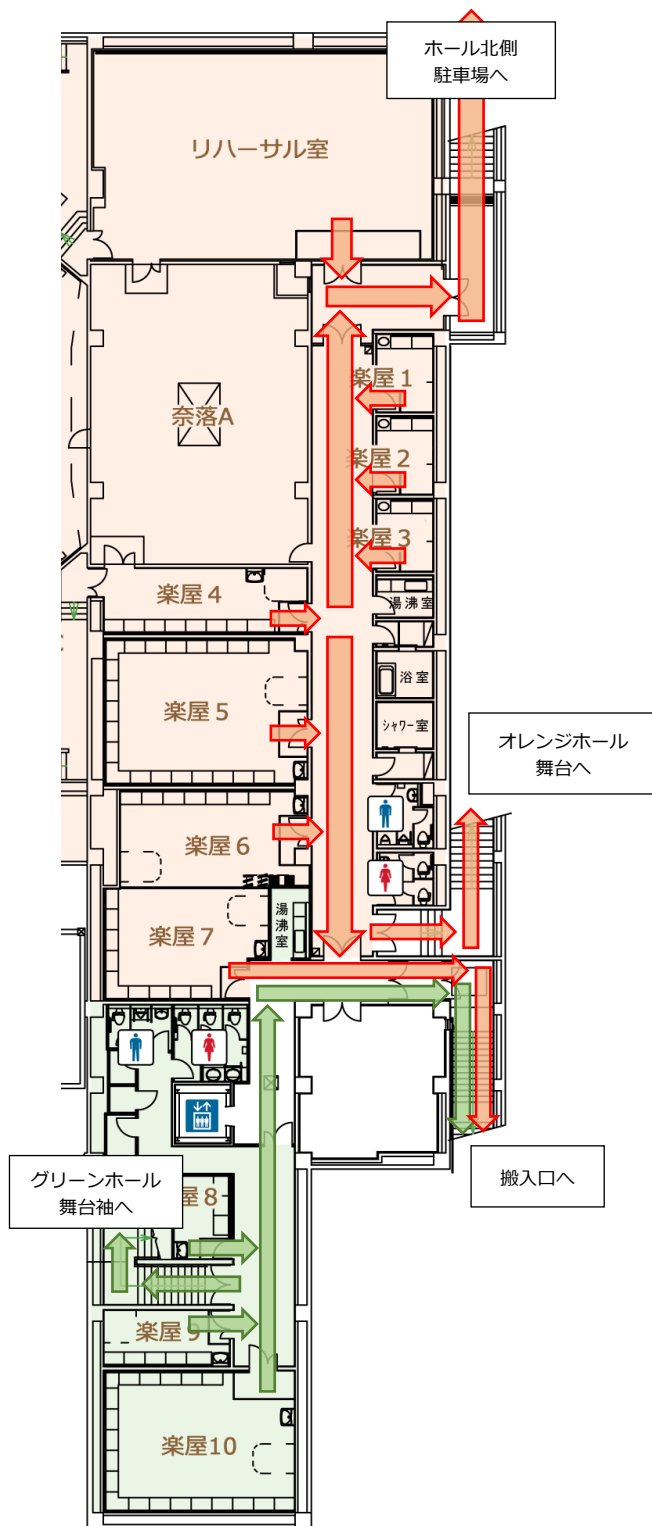 ホール北側
駐車場へ
リハーサル室
楽屋1
奈落A
楽屋2
楽屋3
楽屋4
湯沸室
浴室
楽屋5
シャワー室
オレンジホール
舞台へ
楽屋6
楽屋7
湯沸室
グリーンホール
舞台袖へ
屋8
搬入口へ
楽屋9
楽屋10